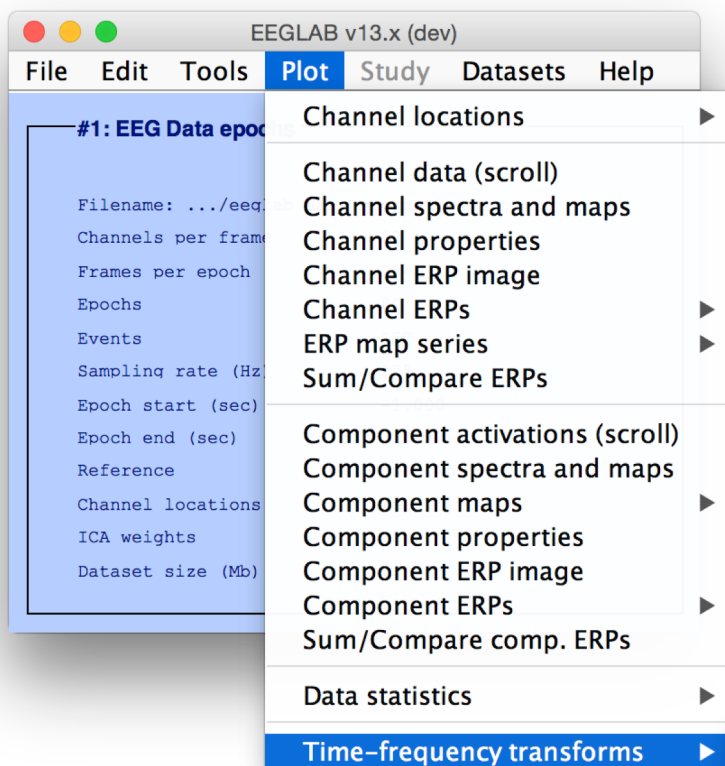 EEGLAB v13.x (dev)
File Edit Tools Plot Study Datasets Help
#1: EEG Data
Filename: .../
Channels per
Frames per epoch
Epochs
Events
Sampling rate (Hz)
Epoch start (sec)
Epoch end (sec)
Reference
Channel locations
ICA weights
Dataset size (Mb)
Channel locations
Channel data (scroll)
Channel spectra and maps
Channel properties
Channel ERP image
Channel ERPs
ERP map series
Sum/Compare ERPs
Component activations (scroll)
Component spectra and maps
Component maps
Component properties
Component ERP image
Component ERPs
Sum/Compare comp. ERPs
Data statistics
Time-frequency transforms